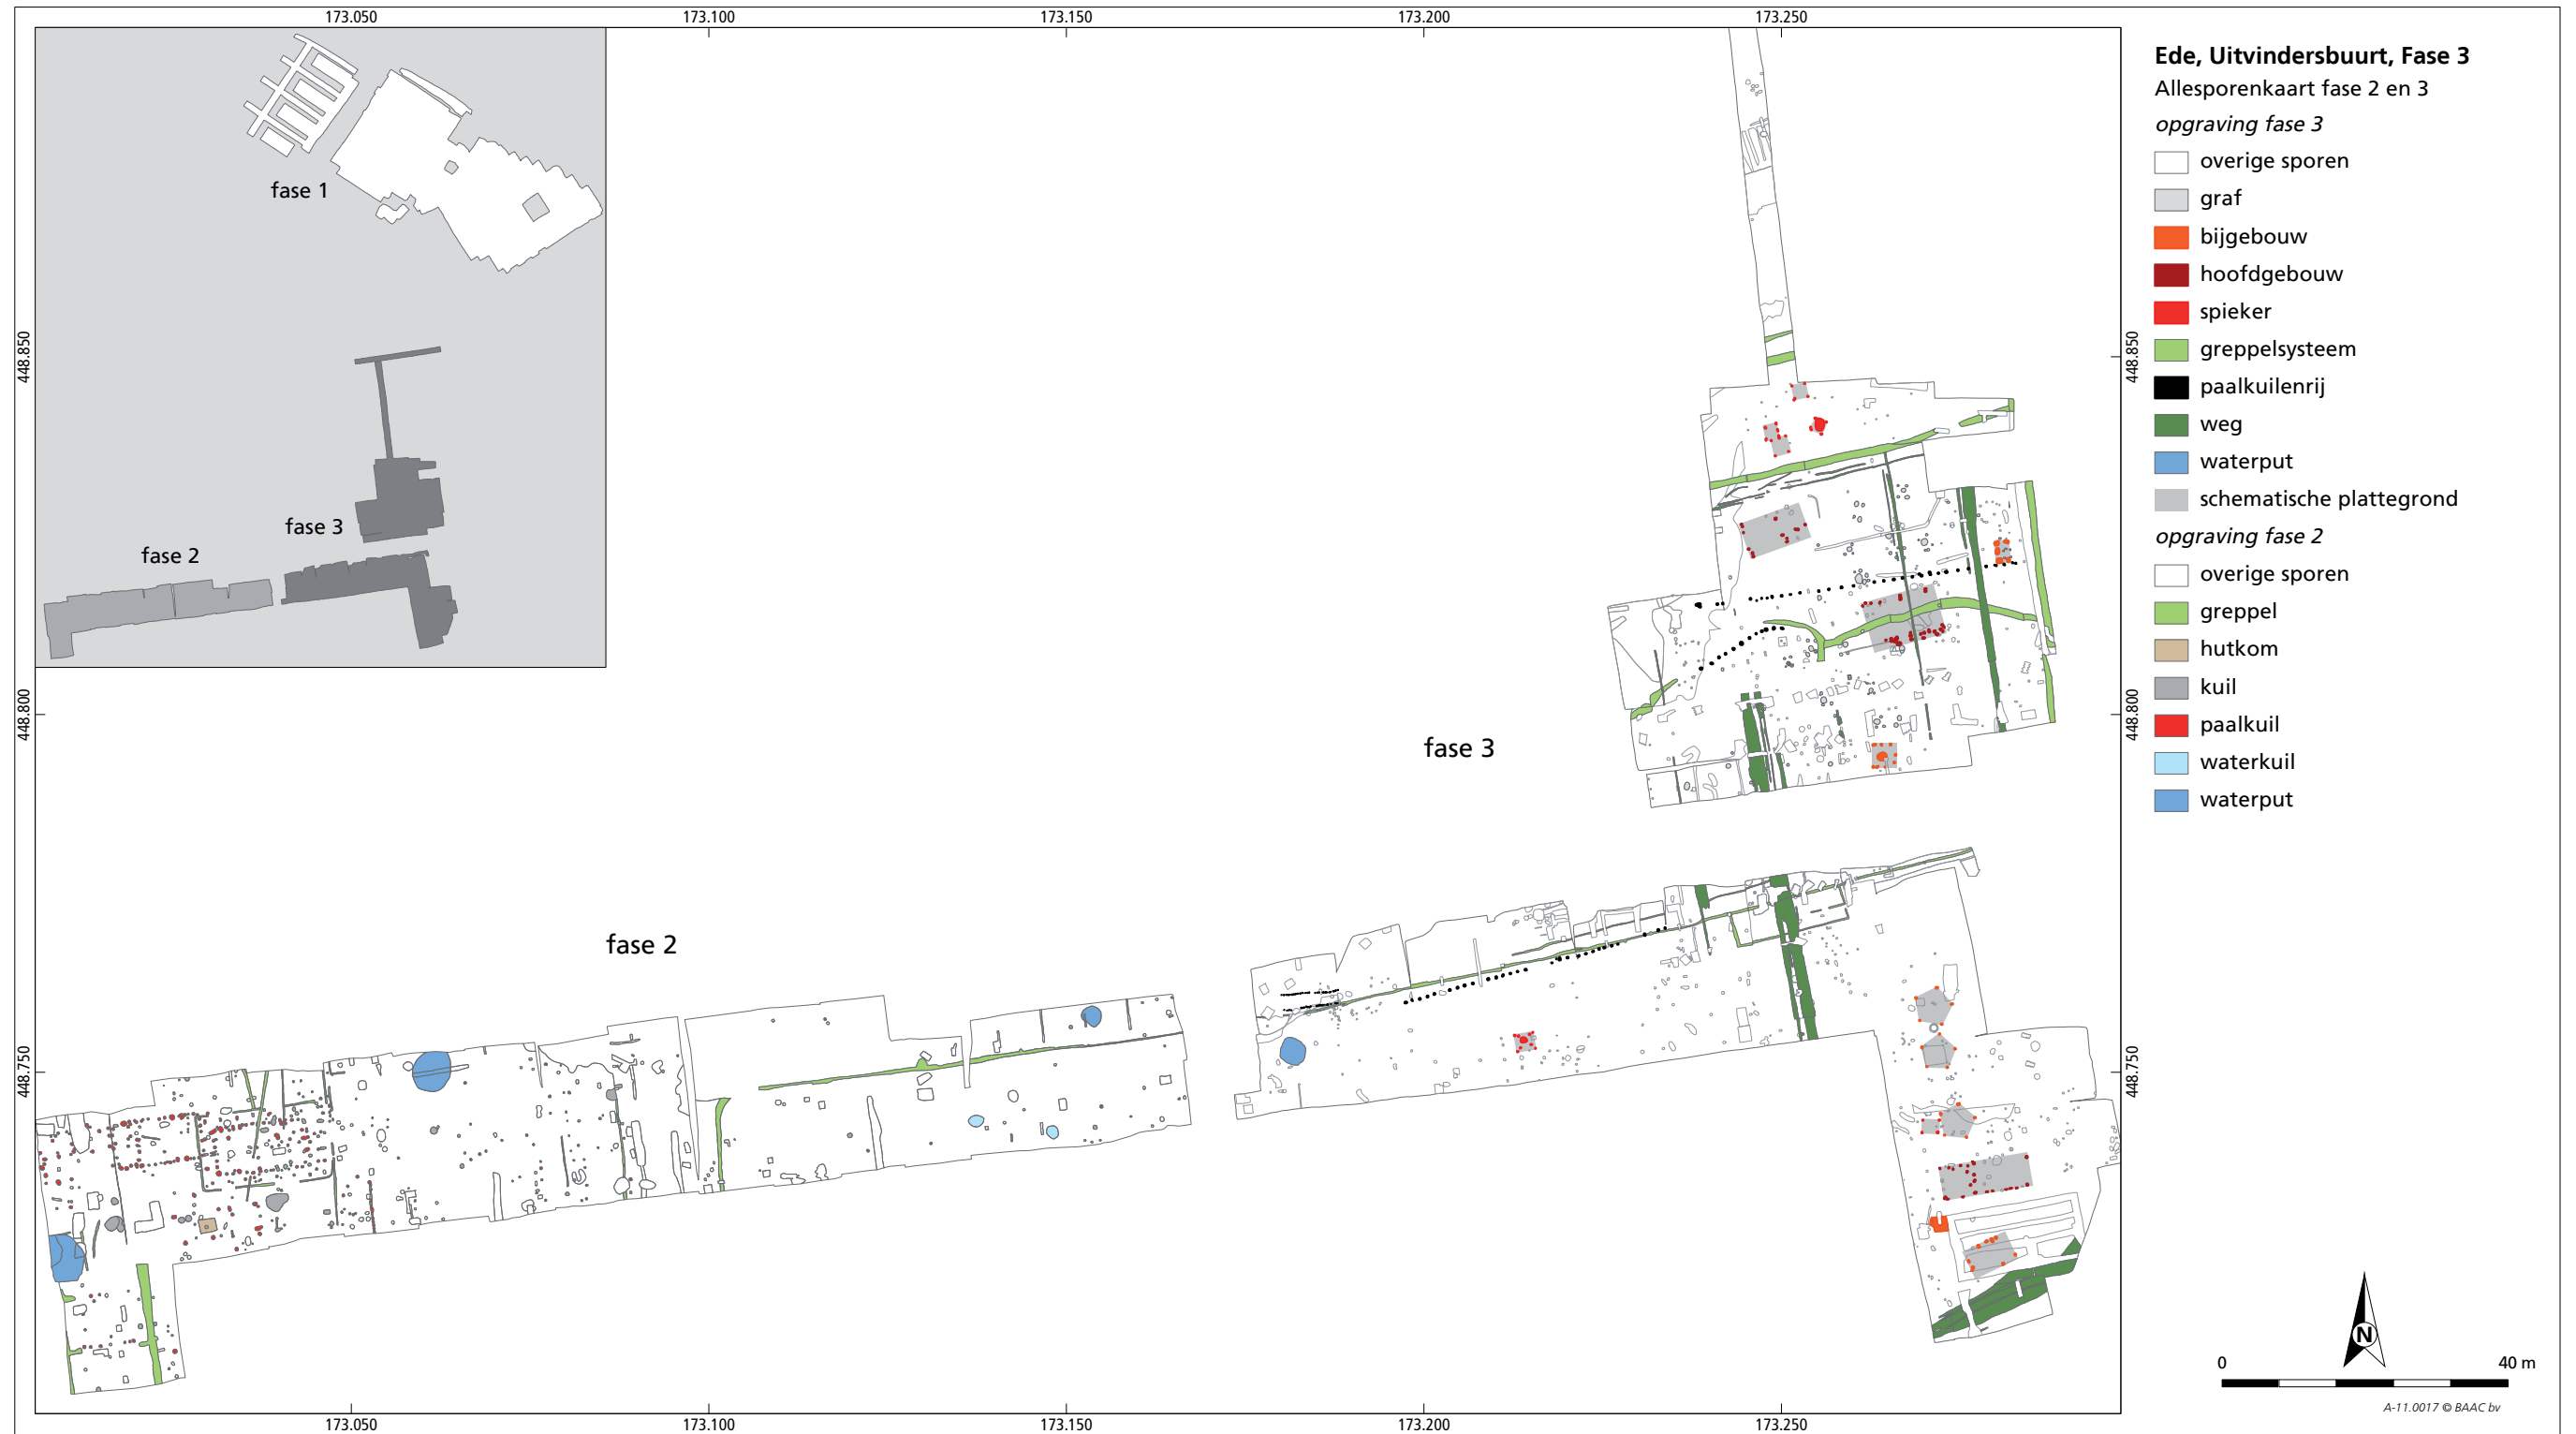 173.050
173.100
173.150
173.200
173.250
fase 1
fase 3
fase 2
448.850
448.800
448.750
448.850
448.800
448.750
fase 3
fase 2
173.050
173.100
173.150
173.200
173.250
Ede, Uitvindersbuurt, Fase 3
Allesporenkaart fase 2 en 3
opgraving fase 3
overige sporen
graf
bijgebouw
hoofdgebouw
spieker
greppelsysteem
paalkuilenrij
weg
waterput
schematische plattegrond
opgraving fase 2
overige sporen
greppel
hutkom
kuil
paalkuil
waterkuil
waterput
N
0 40 m
A-11.0017 © BAAC bv